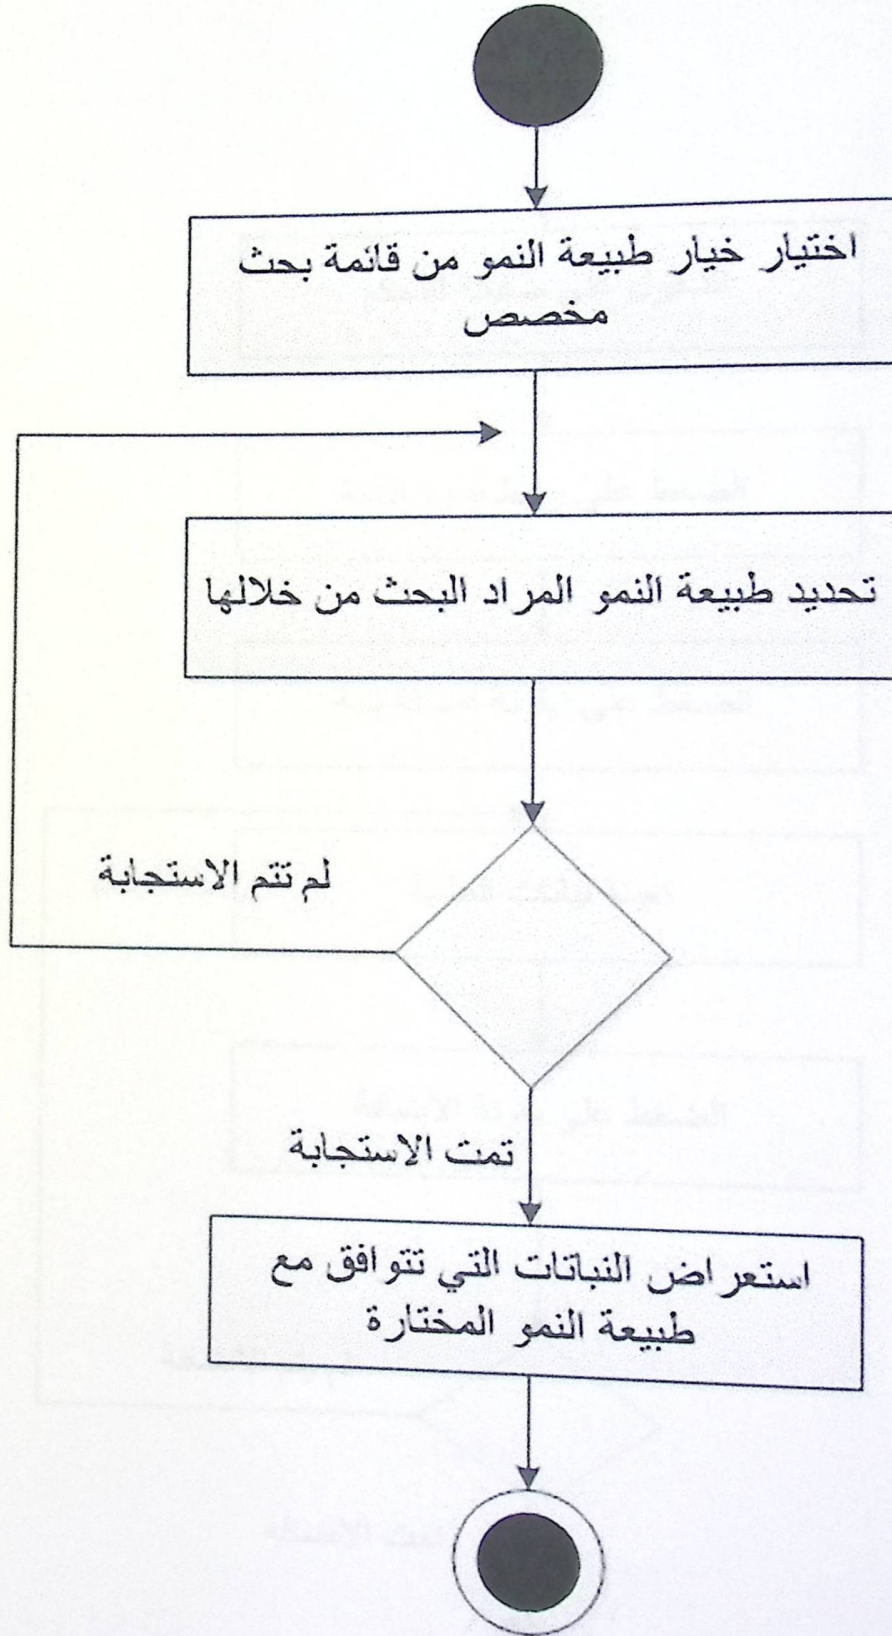 اختيار خيار طبيعة النمو من قائمة بحث
مخصص
تحديد طبيعة النمو المراد البحث من خلالها
لم تتم الاستجابة
تمت الاستجابة
استعراض النباتات التي تتوافق مع
طبيعة النمو المختارة